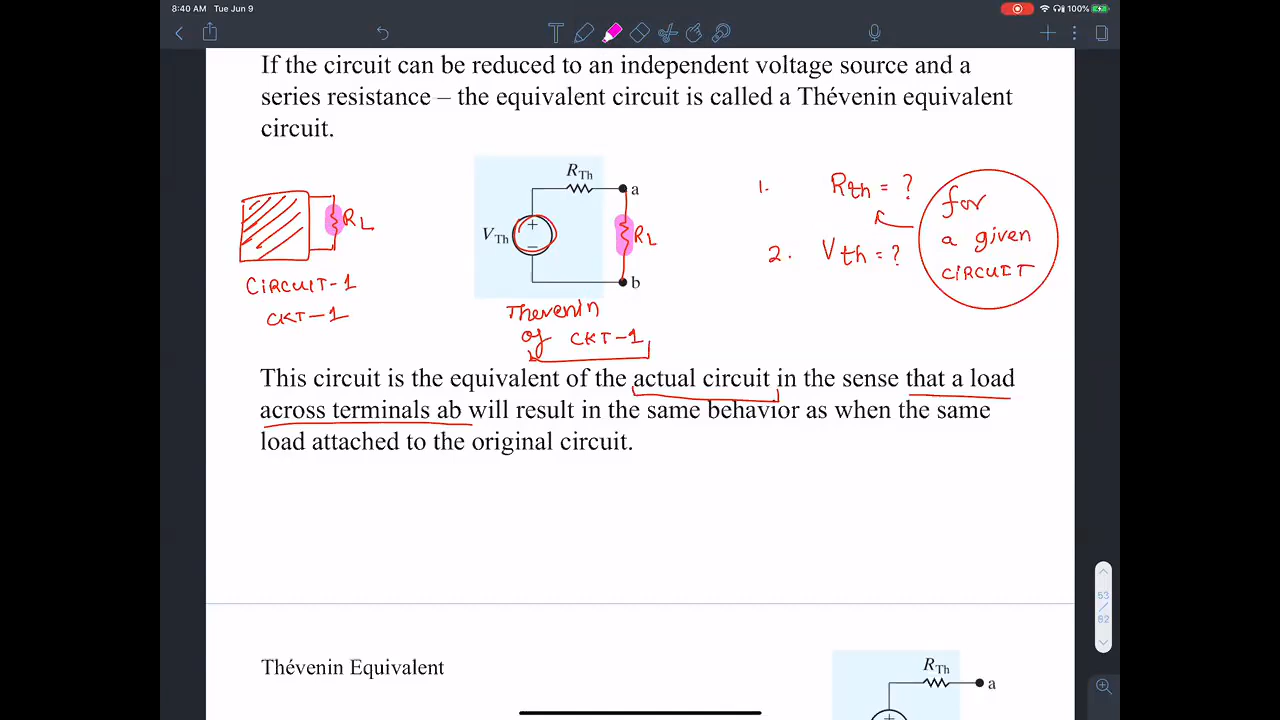 8:40 AM Tue Jun 9
100%
If the circuit can be reduced to an independent voltage source and a
series resistance – the equivalent circuit is called a Thévenin equivalent
circuit.
RL
CIRCUIT-1
CKT-1
RTh
a
VTh
+
−
RL
b
Thevenin
of CKT-1
1. Rth = ?
2. Vth = ?
for
a given
CIRCUIT
This circuit is the equivalent of the actual circuit in the sense that a load
across terminals ab will result in the same behavior as when the same
load attached to the original circuit.
53
/
82
Thévenin Equivalent
RTh
a
+